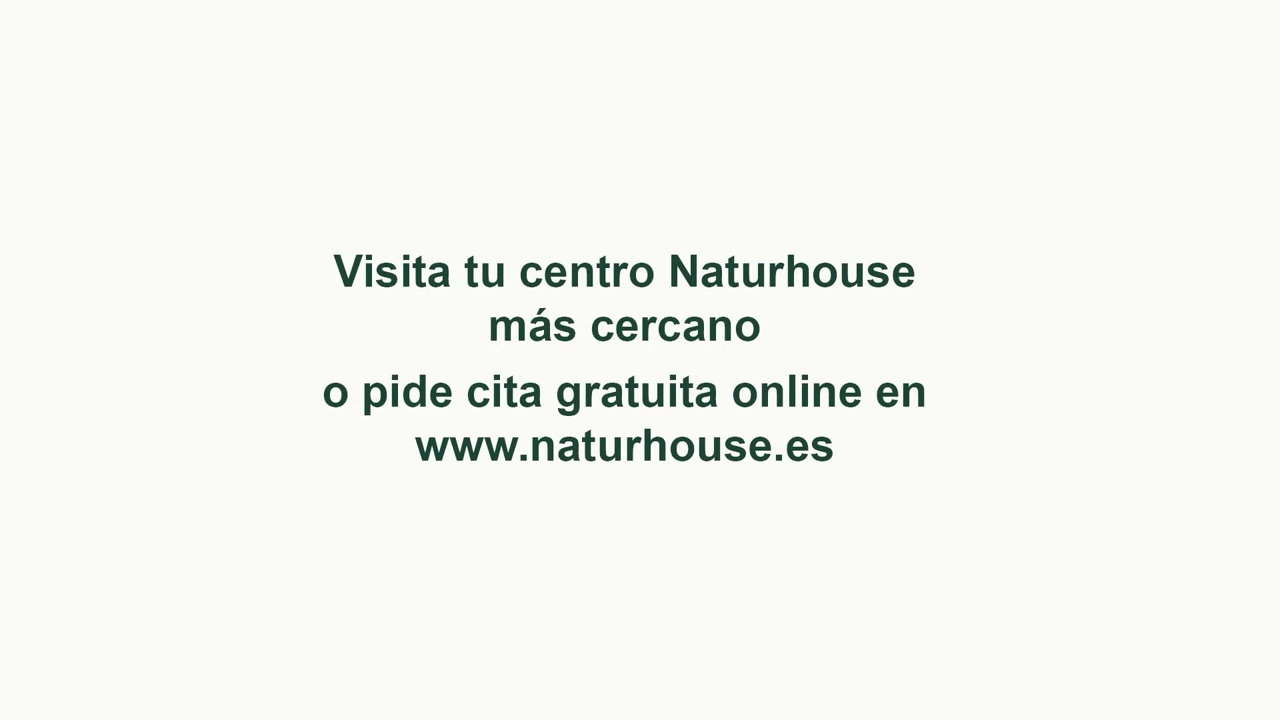 Visita tu centro Naturhouse
más cercano
o pide cita gratuita online en
www.naturhouse.es